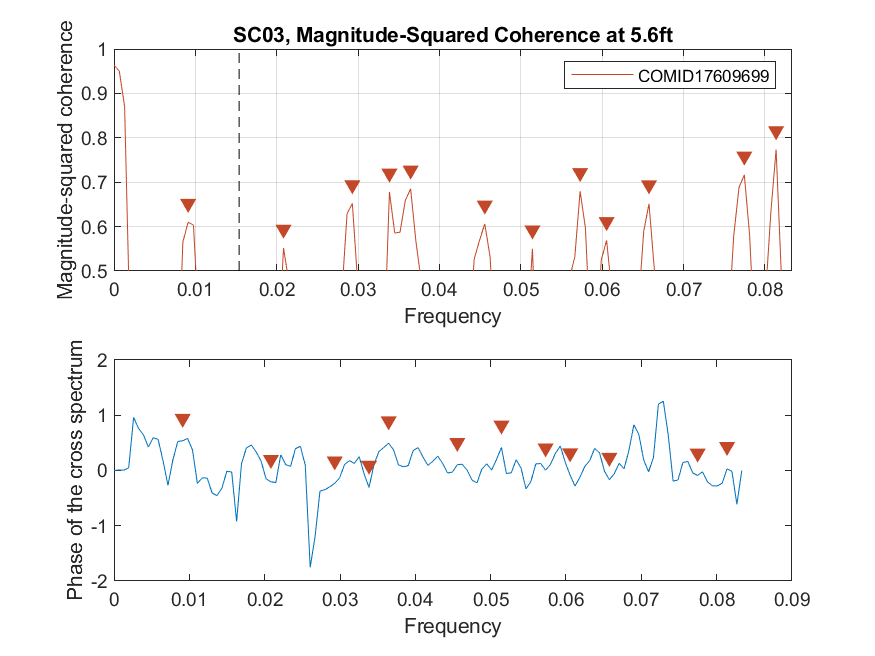 SC03, Magnitude-Squared Coherence at 5.6ft
Magnitude-squared coherence
1
0.9
0.8
0.7
0.6
0.5
COMID17609699
0 0.01 0.02 0.03 0.04 0.05 0.06 0.07 0.08
Frequency
Phase of the cross spectrum
2
1
0
-1
-2
0 0.01 0.02 0.03 0.04 0.05 0.06 0.07 0.08 0.09
Frequency